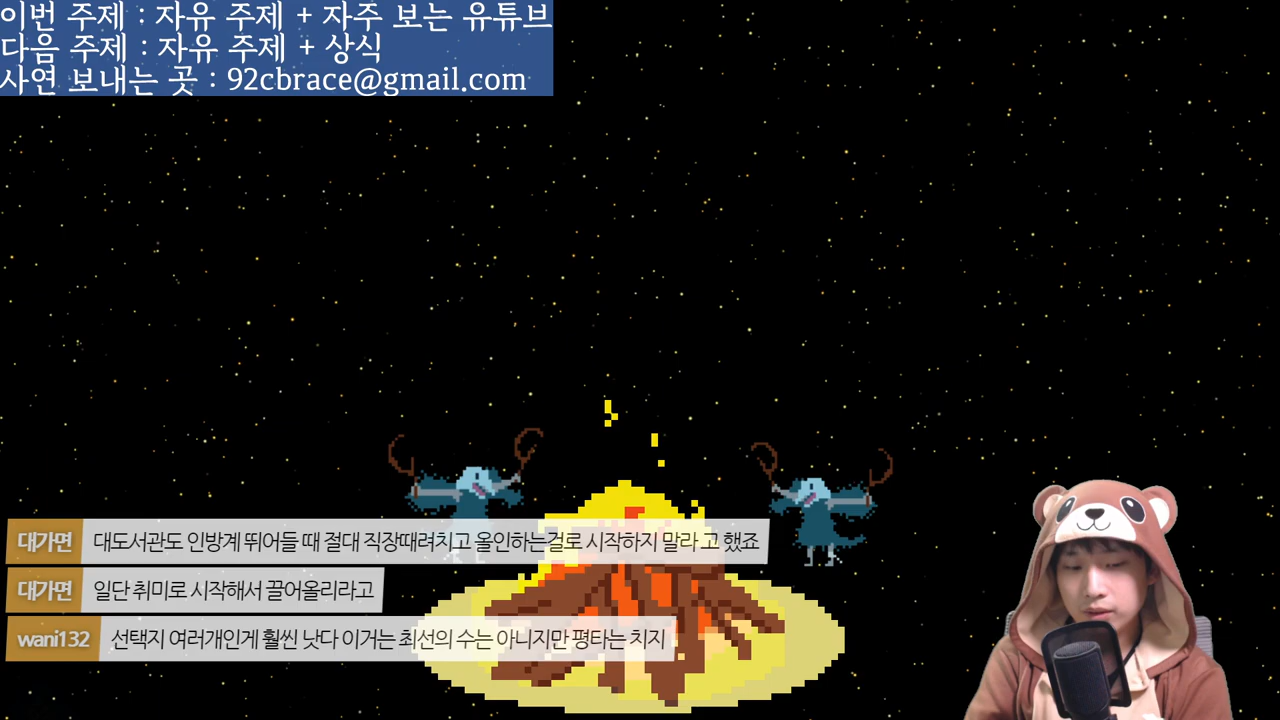 이번 주제 : 자유 주제 + 자주 보는 유튜브
다음 주제 : 자유 주제 + 상식
사연 보내는 곳 : 92cbrace@gmail.com
대가면 대도서관도 인방계 뛰어들 때 절대 직장때려치고 올인하는걸로 시작하지 말라 고 했죠
대가면 일단 취미로 시작해서 끌어올리라고
wani132 선택지 여러개인게 훨씬 낫다 이거는 최선의 수는 아니지만 평타는 치지